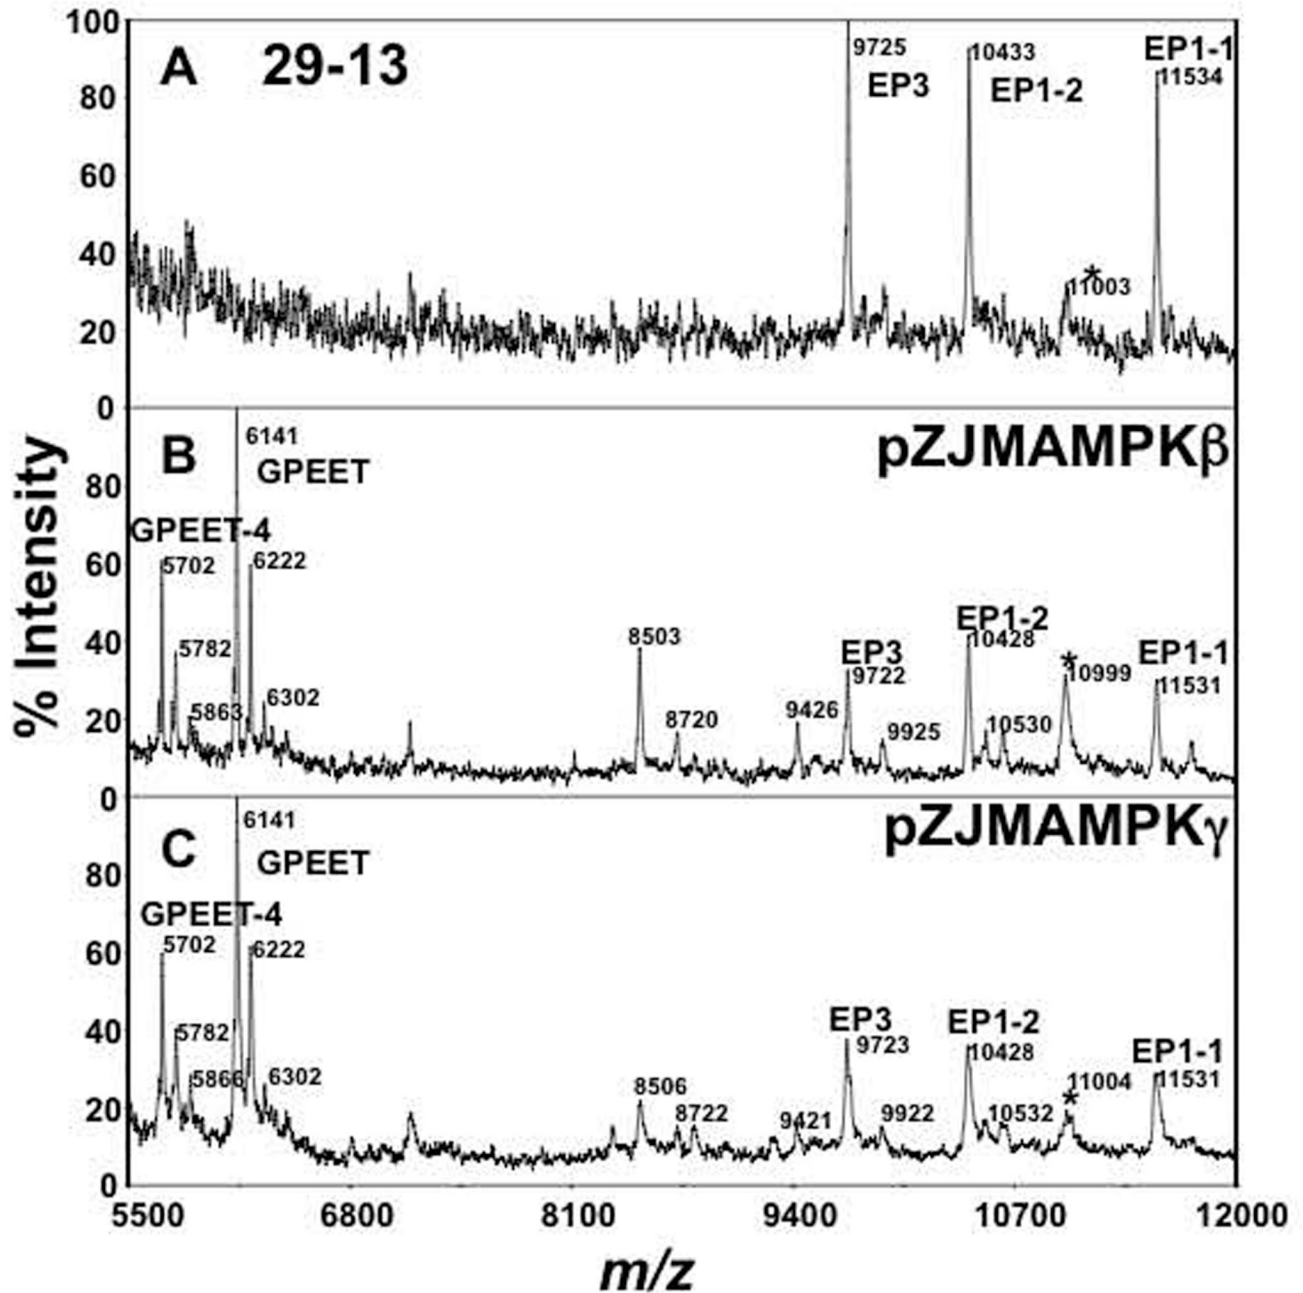 100
A 29-13
9725
EP3
10433
EP1-2
EP1-1
11534
80
60
40
*
11003
20
0
B
6141
GPEET
pZJMAMPKβ
80
GPEET-4
60
5702
6222
40
5782
8503
EP1-2
10428
EP3
9722
*
10999
EP1-1
11531
20
5863
6302
8720
9426
9925
10530
0
C
6141
GPEET
pZJMAMPKγ
80
GPEET-4
60
5702
6222
40
5782
EP3
9723
EP1-2
10428
EP1-1
11531
5866
6302
8506
8722
9421
9922
10532
11004
*
20
0
5500 6800 8100 9400 10700 12000
% Intensity
m/z